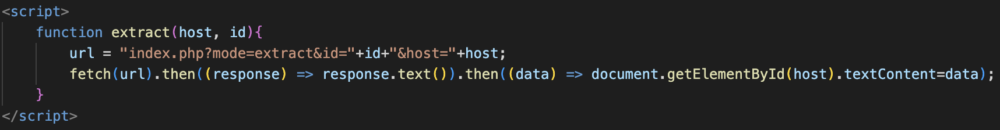 <script>
    function extract(host, id){
        url = "index.php?mode=extract&id="+id+"&host="+host;
        fetch(url).then((response) => response.text()).then((data) => document.getElementById(host).textContent=data);
    }
</script>